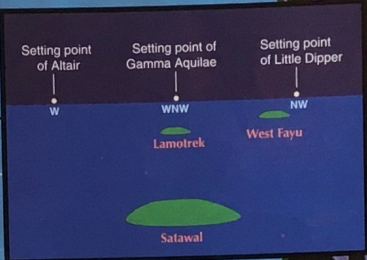 Setting point
of Altair
Setting point of
Gamma Aquilae
Setting point
of Little Dipper
W
WNW
NW
Lamotrek
West Fayu
Satawal